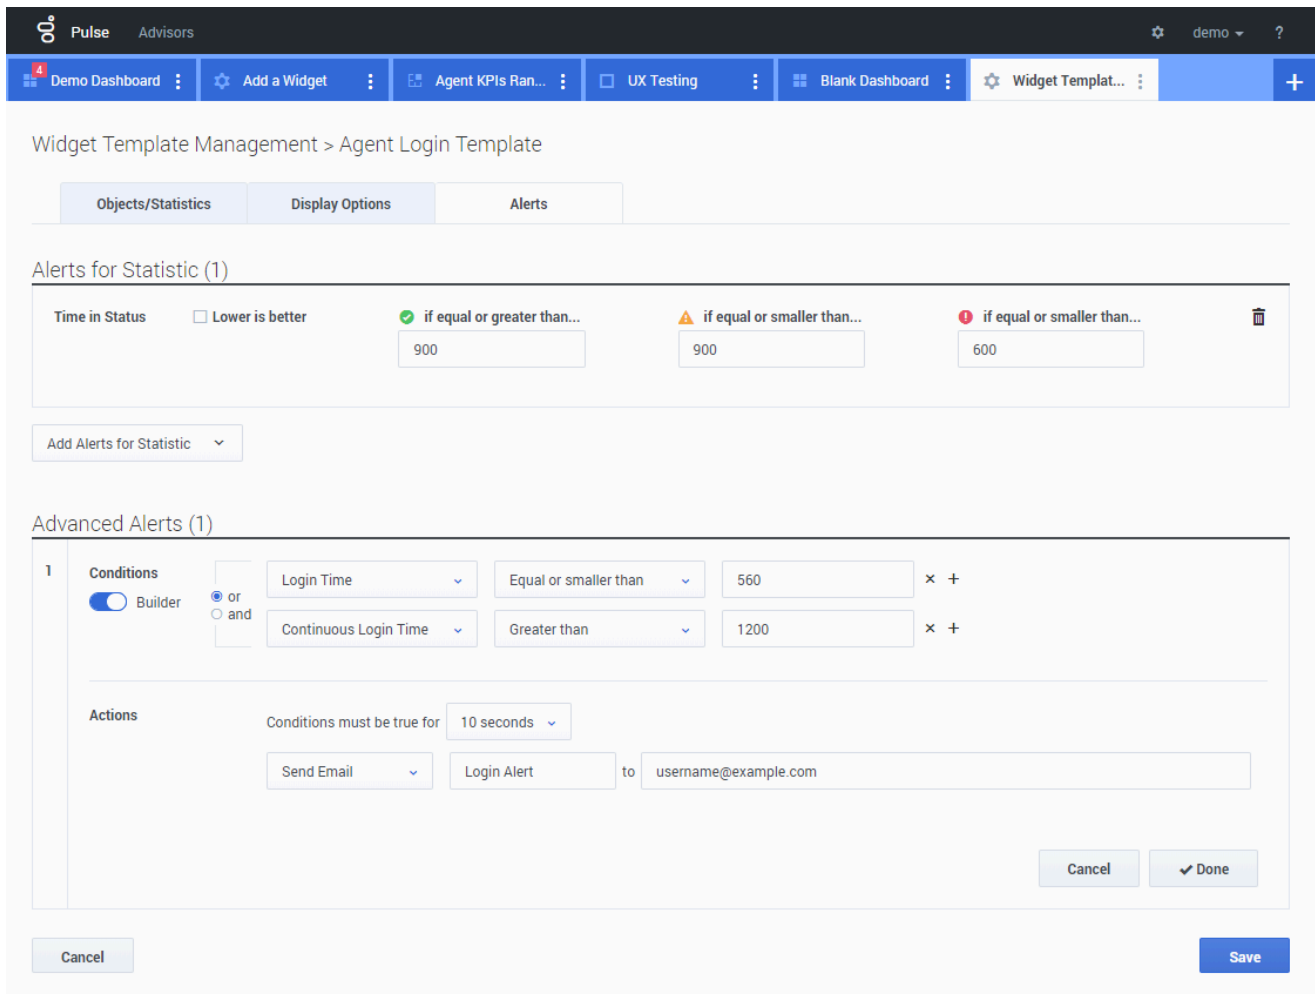 Pulse Advisors demo ?
4
Demo Dashboard Add a Widget Agent KPIs Ran... UX Testing Blank Dashboard Widget Templat... +
Widget Template Management > Agent Login Template
Objects/Statistics Display Options Alerts
Alerts for Statistic (1)
Time in Status Lower is better if equal or greater than... if equal or smaller than... if equal or smaller than...
900 900 600
Add Alerts for Statistic
Advanced Alerts (1)
1 Conditions Login Time Equal or smaller than 560 × +
Builder or
and
Continuous Login Time Greater than 1200 × +
Actions Conditions must be true for 10 seconds
Send Email Login Alert to username@example.com
Cancel Done
Cancel Save